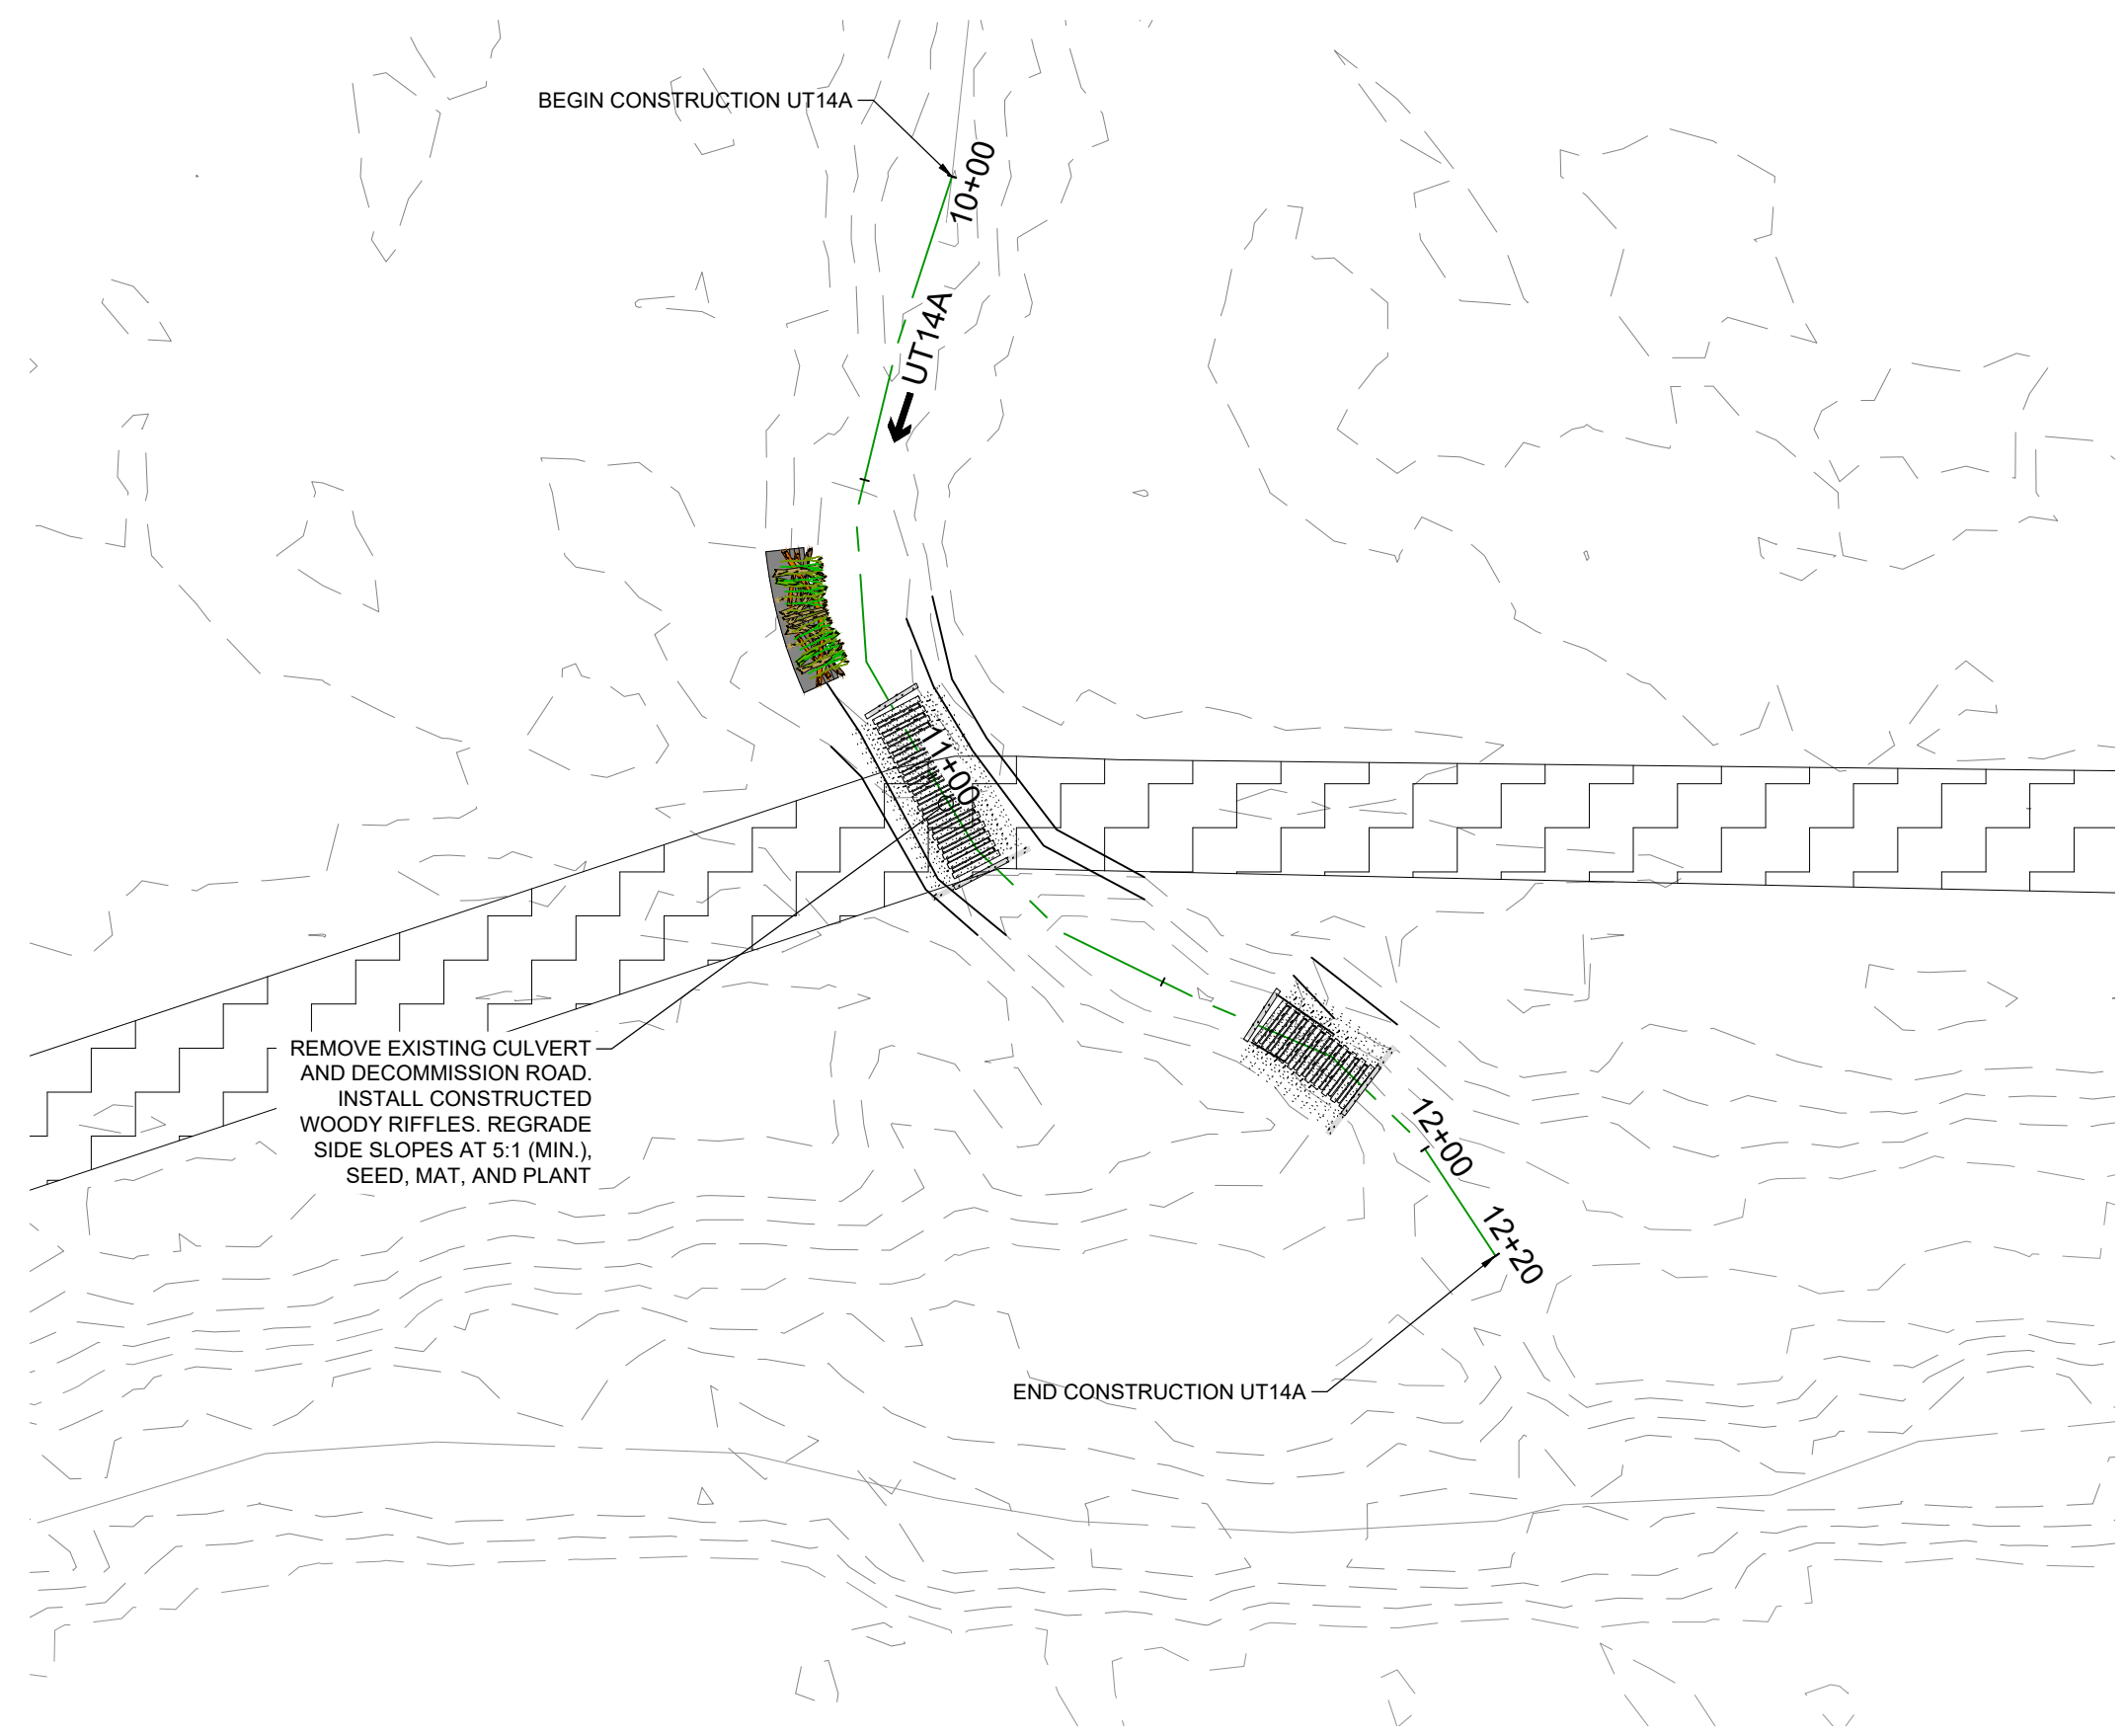 BEGIN CONSTRUCTION UT14A
10+00
UT14A
11+00
REMOVE EXISTING CULVERT
AND DECOMMISSION ROAD.
INSTALL CONSTRUCTED
WOODY RIFFLES. REGRADE
SIDE SLOPES AT 5:1 (MIN.),
SEED, MAT, AND PLANT
12+00
12+20
END CONSTRUCTION UT14A